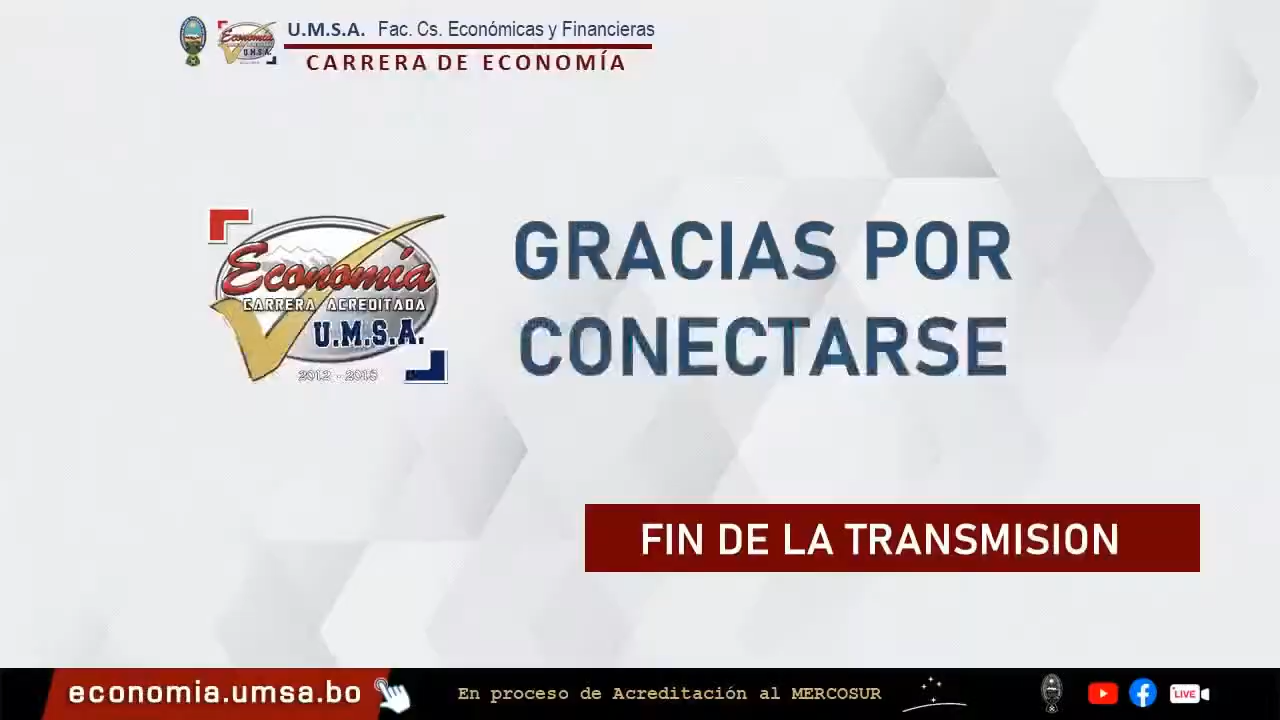 U.M.S.A. Fac. Cs. Económicas y Financieras
CARRERA DE ECONOMÍA
Economía
CARRERA ACREDITADA
U.M.S.A.
2012 - 2018
GRACIAS POR
CONECTARSE
FIN DE LA TRANSMISION
economia.umsa.bo
En proceso de Acreditación al MERCOSUR
LIVE